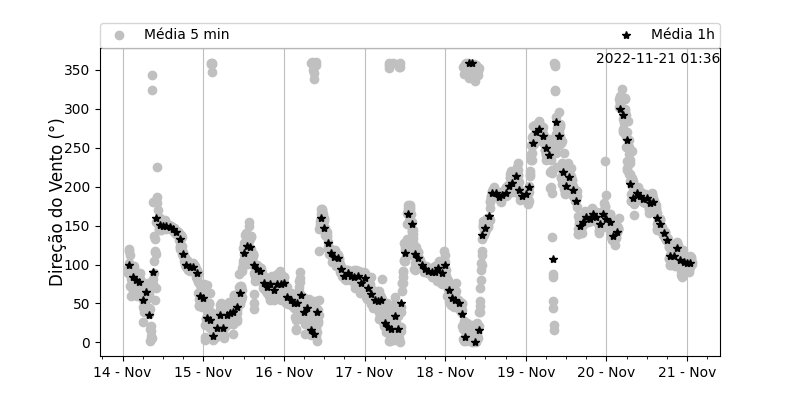 Média 5 min
Média 1h
2022-11-21 01:36
Direção do Vento (°)
350
300
250
200
150
100
50
0
14 - Nov
15 - Nov
16 - Nov
17 - Nov
18 - Nov
19 - Nov
20 - Nov
21 - Nov